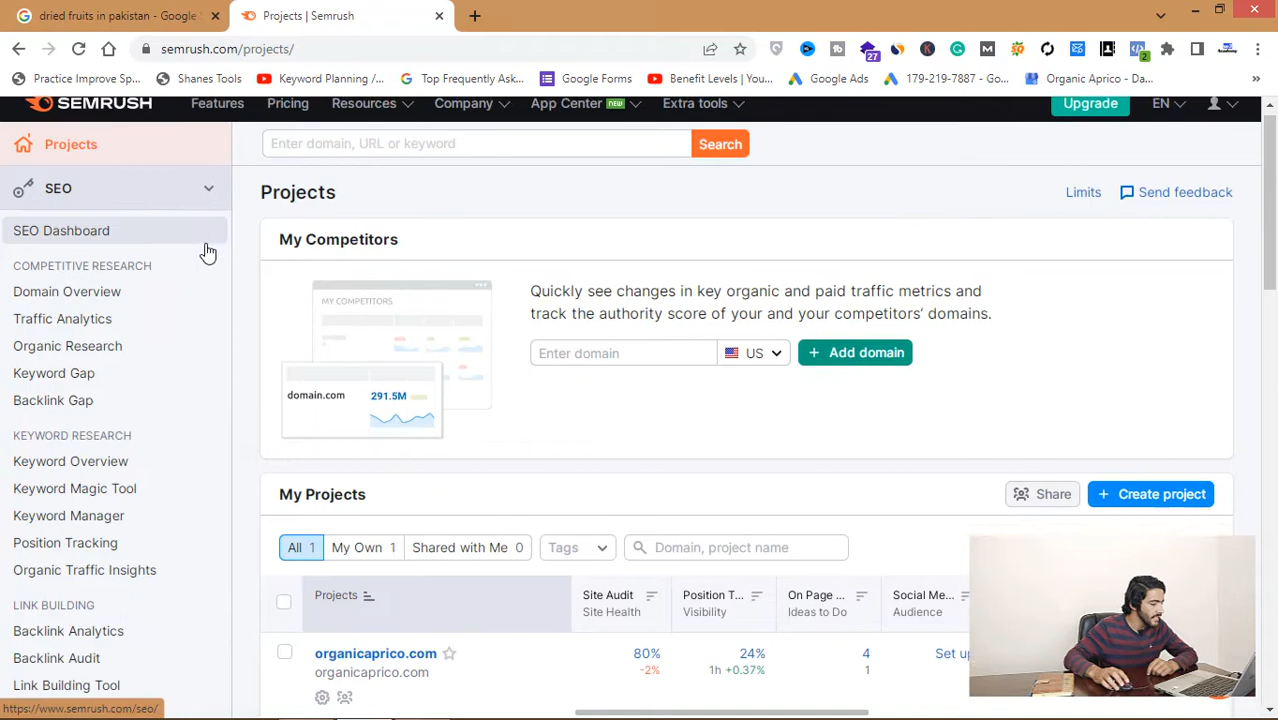 dried fruits in pakistan - Google
Projects | Semrush
semrush.com/projects/
27
2
Practice Improve Sp...
Shanes Tools
Keyword Planning /...
Top Frequently Ask...
Google Forms
Benefit Levels | You...
Google Ads
179-219-7887 - Go...
Organic Aprico - Da...
SEMRUSH
Features
Pricing
Resources
Company
App Center NEW
Extra tools
Upgrade
EN
Projects
Enter domain, URL or keyword
Search
SEO
Projects
Limits
Send feedback
SEO Dashboard
My Competitors
COMPETITIVE RESEARCH
Domain Overview
Traffic Analytics
Organic Research
Keyword Gap
Backlink Gap
MY COMPETITORS
domain.com
291.5M
Quickly see changes in key organic and paid traffic metrics and
track the authority score of your and your competitors' domains.
Enter domain
US
+ Add domain
KEYWORD RESEARCH
Keyword Overview
Keyword Magic Tool
Keyword Manager
Position Tracking
Organic Traffic Insights
My Projects
Share
+ Create project
All 1
My Own 1
Shared with Me 0
Tags
Domain, project name
Projects
Site Audit
Site Health
Position T...
Visibility
On Page ...
Ideas to Do
Social Me...
Audience
LINK BUILDING
Backlink Analytics
Backlink Audit
Link Building Tool
organicaprico.com
organicaprico.com
80%
-2%
24%
1h +0.37%
4
1
Set up
https://www.semrush.com/seo/